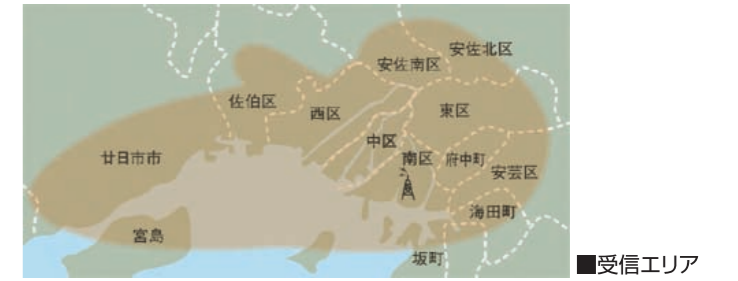 安佐北区
安佐南区
佐伯区
西区
東区
中区
廿日市市
南区
府中町
安芸区
海田町
宮島
坂町
■受信エリア